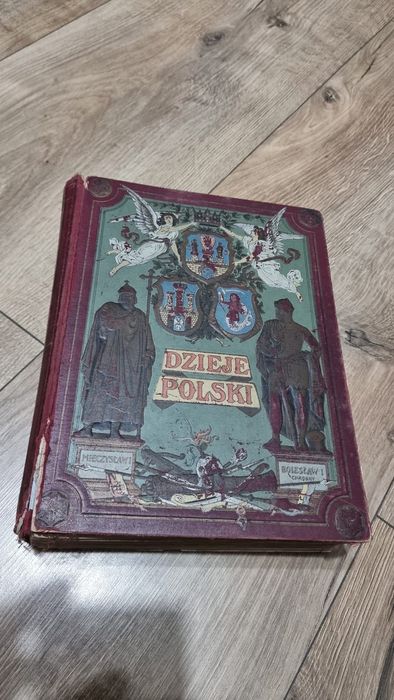 DZIEJE
POLSKI
MIECZYSŁAW I
BOLESŁAW I
CHROBRY